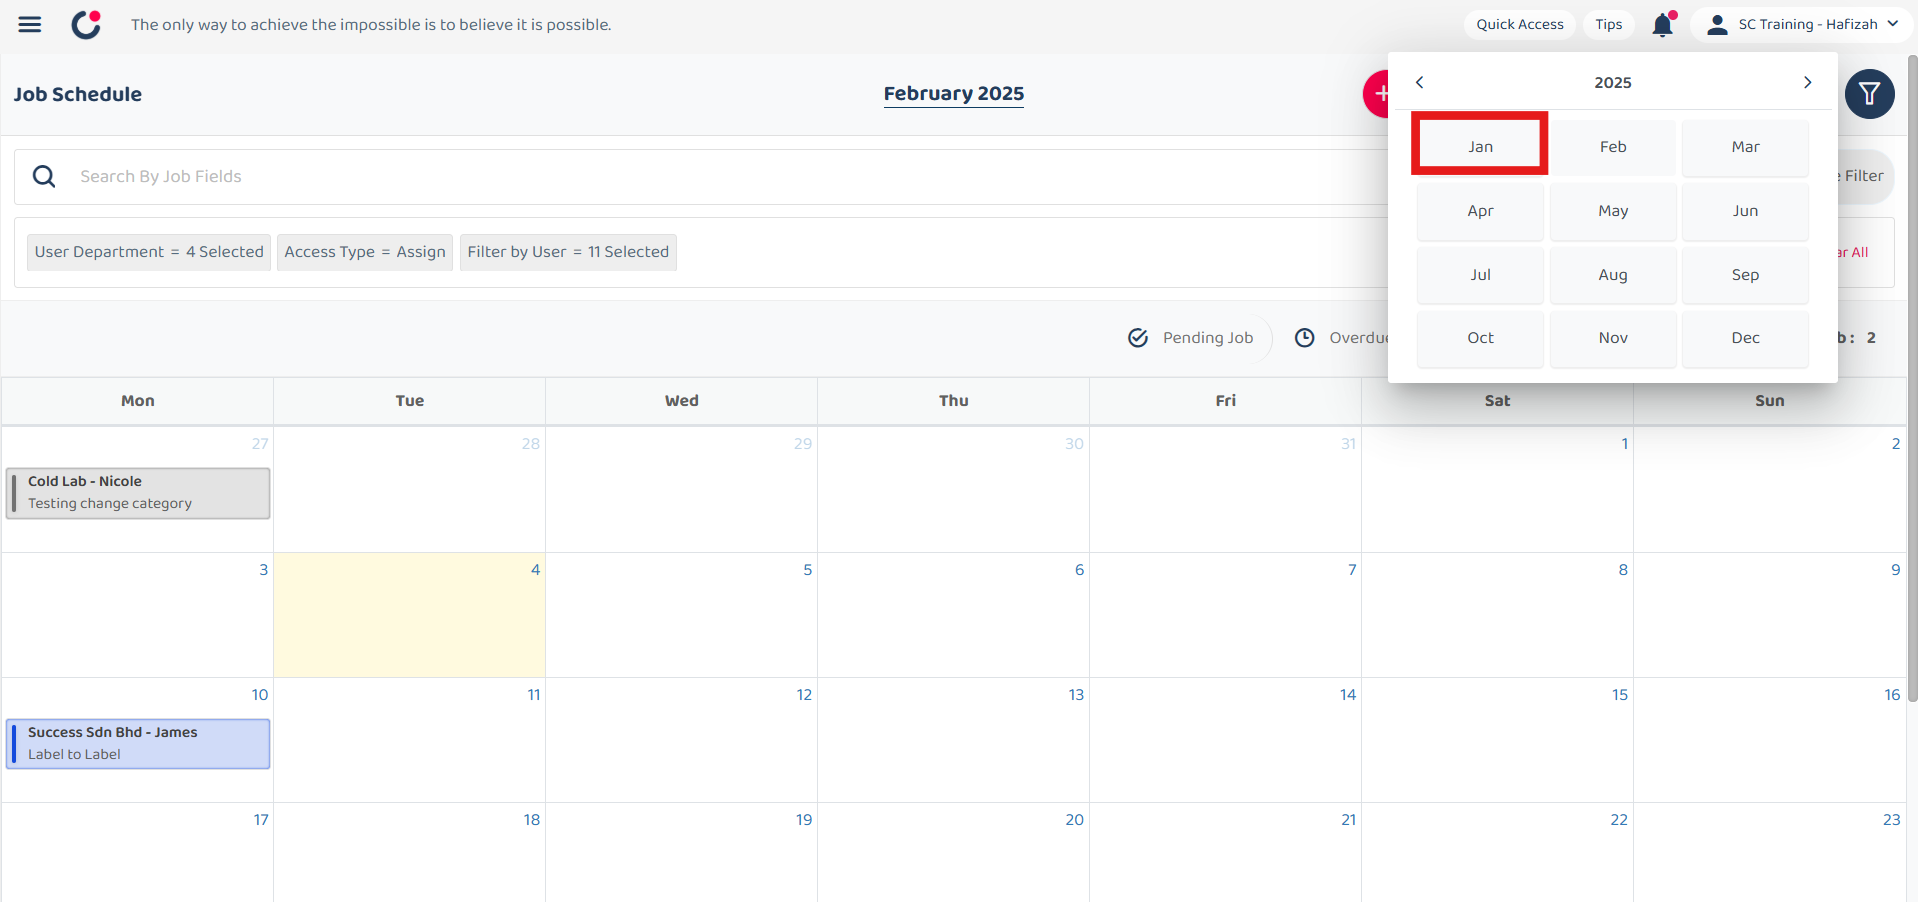 The only way to achieve the impossible is to believe it is possible.
Quick Access
Tips
SC Training - Hafizah
Job Schedule
February 2025
+
2025
Jan
Feb
Mar
Apr
May
Jun
Jul
Aug
Sep
Oct
Nov
Dec
Search By Job Fields
Filter
User Department = 4 Selected
Access Type = Assign
Filter by User = 11 Selected
All
Pending Job
: 2
Mon
Tue
Wed
Thu
Fri
Sat
Sun
27
28
29
30
31
1
2
Cold Lab - Nicole
Testing change category
3
4
5
6
7
8
9
10
11
12
13
14
15
16
Success Sdn Bhd - James
Label to Label
17
18
19
20
21
22
23